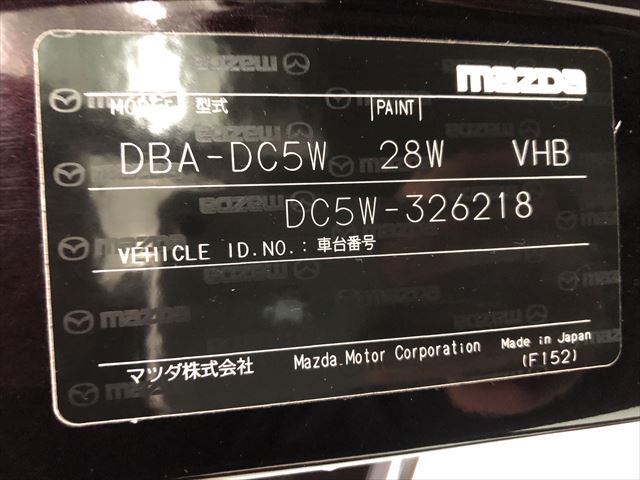 mazda
MODEL 型式 PAINT
DBA-DC5W 28W VHB
DC5W-326218
VEHICLE ID.NO.: 車台番号
マツダ株式会社 Mazda Motor Corporation Made in Japan
(F152)